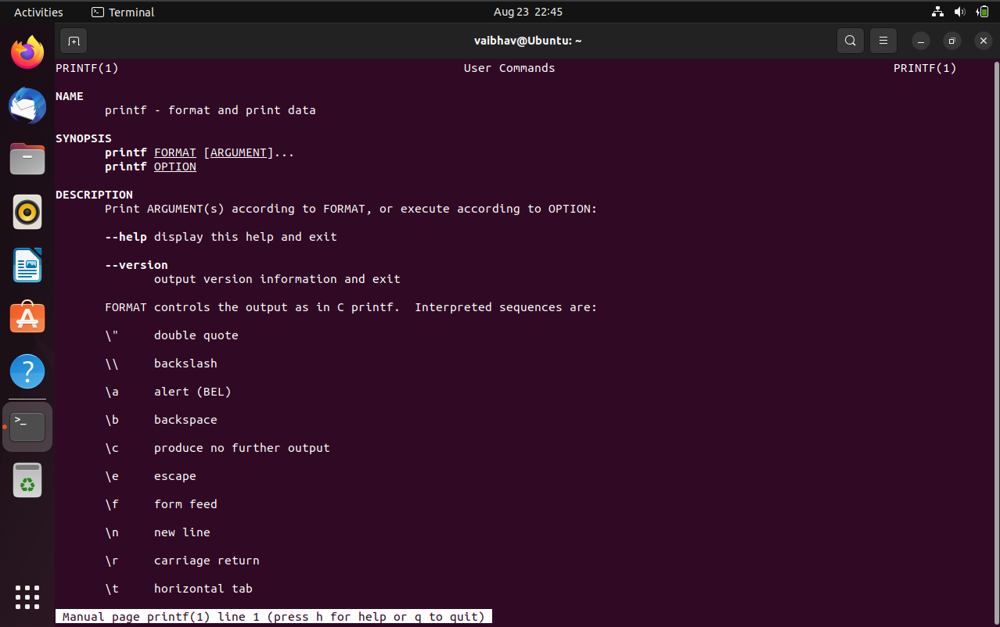 Activities Terminal Aug 23 22:45
vaibhav@Ubuntu: ~
PRINTF(1) User Commands PRINTF(1)
NAME
printf - format and print data
SYNOPSIS
printf FORMAT [ARGUMENT]...
printf OPTION
DESCRIPTION
Print ARGUMENT(s) according to FORMAT, or execute according to OPTION:
--help display this help and exit
--version
output version information and exit
FORMAT controls the output as in C printf.  Interpreted sequences are:
\" double quote
\\ backslash
\a alert (BEL)
\b backspace
\c produce no further output
\e escape
\f form feed
\n new line
\r carriage return
\t horizontal tab
Manual page printf(1) line 1 (press h for help or q to quit)